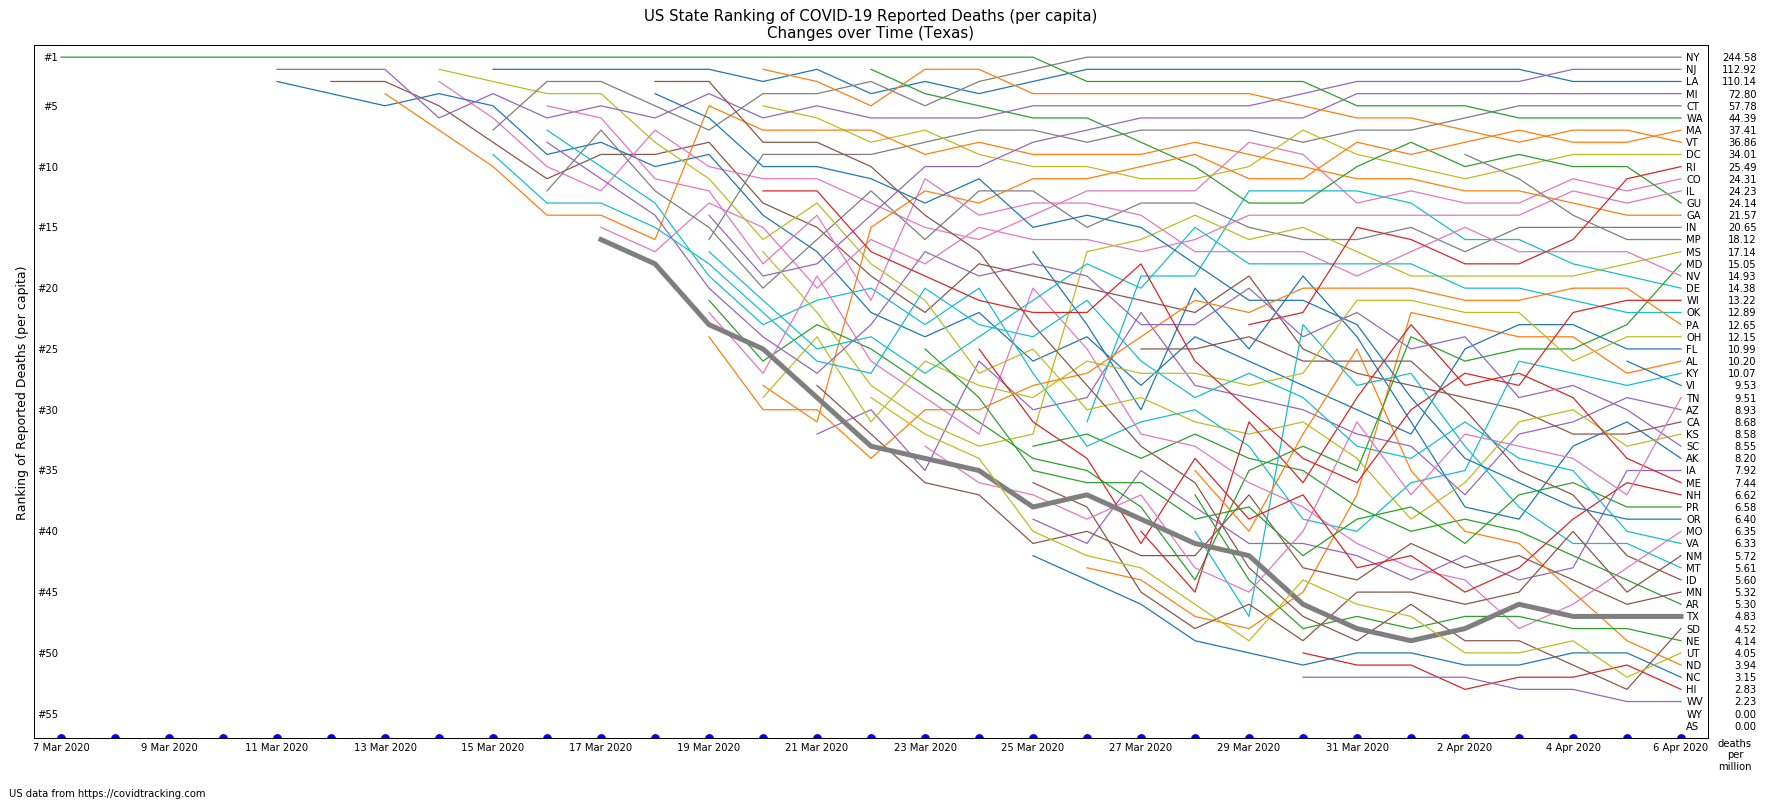 US State Ranking of COVID-19 Reported Deaths (per capita)
Changes over Time (Texas)
Ranking of Reported Deaths (per capita)
#1
#5
#10
#15
#20
#25
#30
#35
#40
#45
#50
#55
NY 244.58
NJ 112.92
LA 110.14
MI 72.80
CT 57.78
WA 44.39
MA 37.41
VT 36.86
DC 34.01
RI 25.49
CO 24.31
IL 24.23
GU 24.14
GA 21.57
IN 20.65
MP 18.12
MS 17.14
MD 15.05
NV 14.93
DE 14.38
WI 13.22
OK 12.89
PA 12.65
OH 12.15
FL 10.99
AL 10.20
KY 10.07
VI 9.53
TN 9.51
AZ 8.93
CA 8.68
KS 8.58
SC 8.55
AK 8.20
IA 7.92
ME 7.44
NH 6.62
PR 6.58
OR 6.40
MO 6.35
VA 6.33
NM 5.72
MT 5.61
ID 5.60
MN 5.32
AR 5.30
TX 4.83
SD 4.52
NE 4.14
UT 4.05
ND 3.94
NC 3.15
HI 2.83
WV 2.23
WY 0.00
AS 0.00
7 Mar 2020 9 Mar 2020 11 Mar 2020 13 Mar 2020 15 Mar 2020 17 Mar 2020 19 Mar 2020 21 Mar 2020 23 Mar 2020 25 Mar 2020 27 Mar 2020 29 Mar 2020 31 Mar 2020 2 Apr 2020 4 Apr 2020 6 Apr 2020
deaths
per
million
US data from https://covidtracking.com